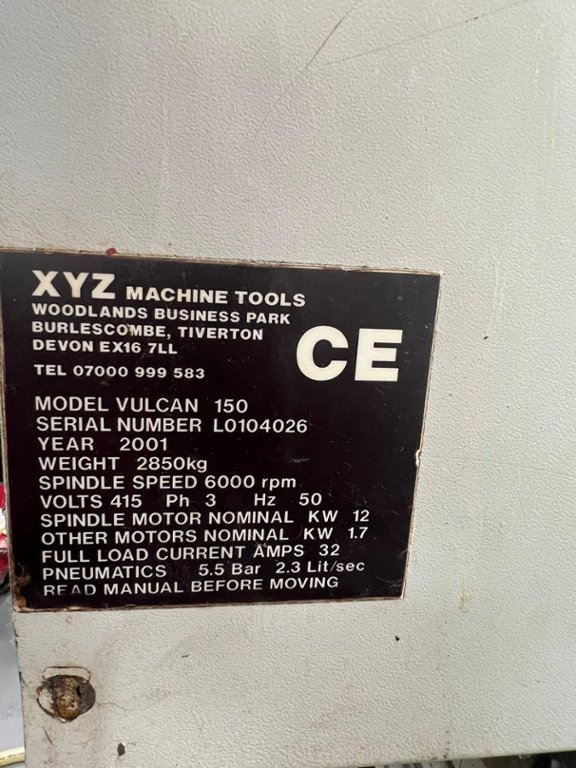 XYZ MACHINE TOOLS
WOODLANDS BUSINESS PARK
BURLESCOMBE, TIVERTON
DEVON EX16 7LL
CE
TEL 07000 999 583
MODEL VULCAN 150
SERIAL NUMBER L0104026
YEAR 2001
WEIGHT 2850kg
SPINDLE SPEED 6000 rpm
VOLTS 415 Ph 3 Hz 50
SPINDLE MOTOR NOMINAL KW 12
OTHER MOTORS NOMINAL KW 1.7
FULL LOAD CURRENT AMPS 32
PNEUMATICS 5.5 Bar 2.3 Lit/sec
READ MANUAL BEFORE MOVING